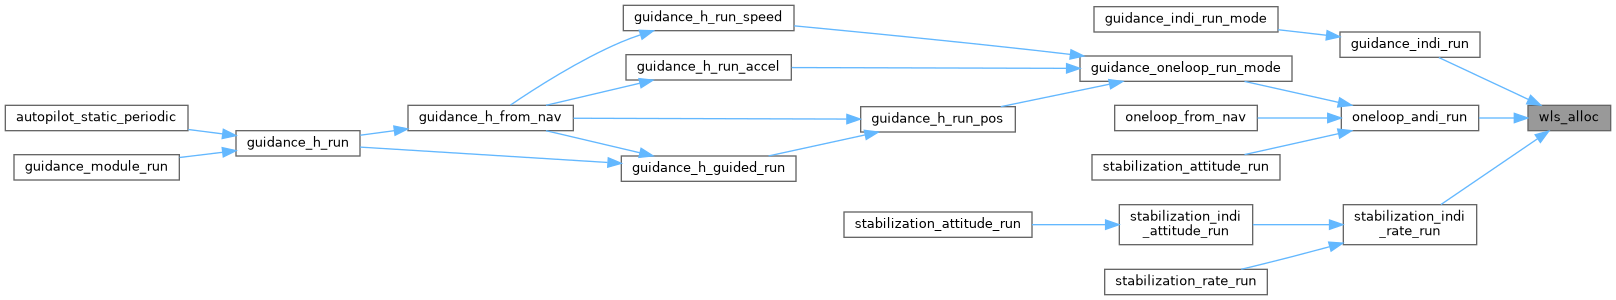 guidance_h_run_speed
guidance_indi_run_mode
guidance_indi_run
guidance_h_run_accel
guidance_oneloop_run_mode
autopilot_static_periodic
guidance_h_from_nav
guidance_h_run_pos
oneloop_from_nav
oneloop_andi_run
wls_alloc
guidance_h_run
guidance_module_run
guidance_h_guided_run
stabilization_attitude_run
stabilization_attitude_run
stabilization_indi
_attitude_run
stabilization_indi
_rate_run
stabilization_rate_run